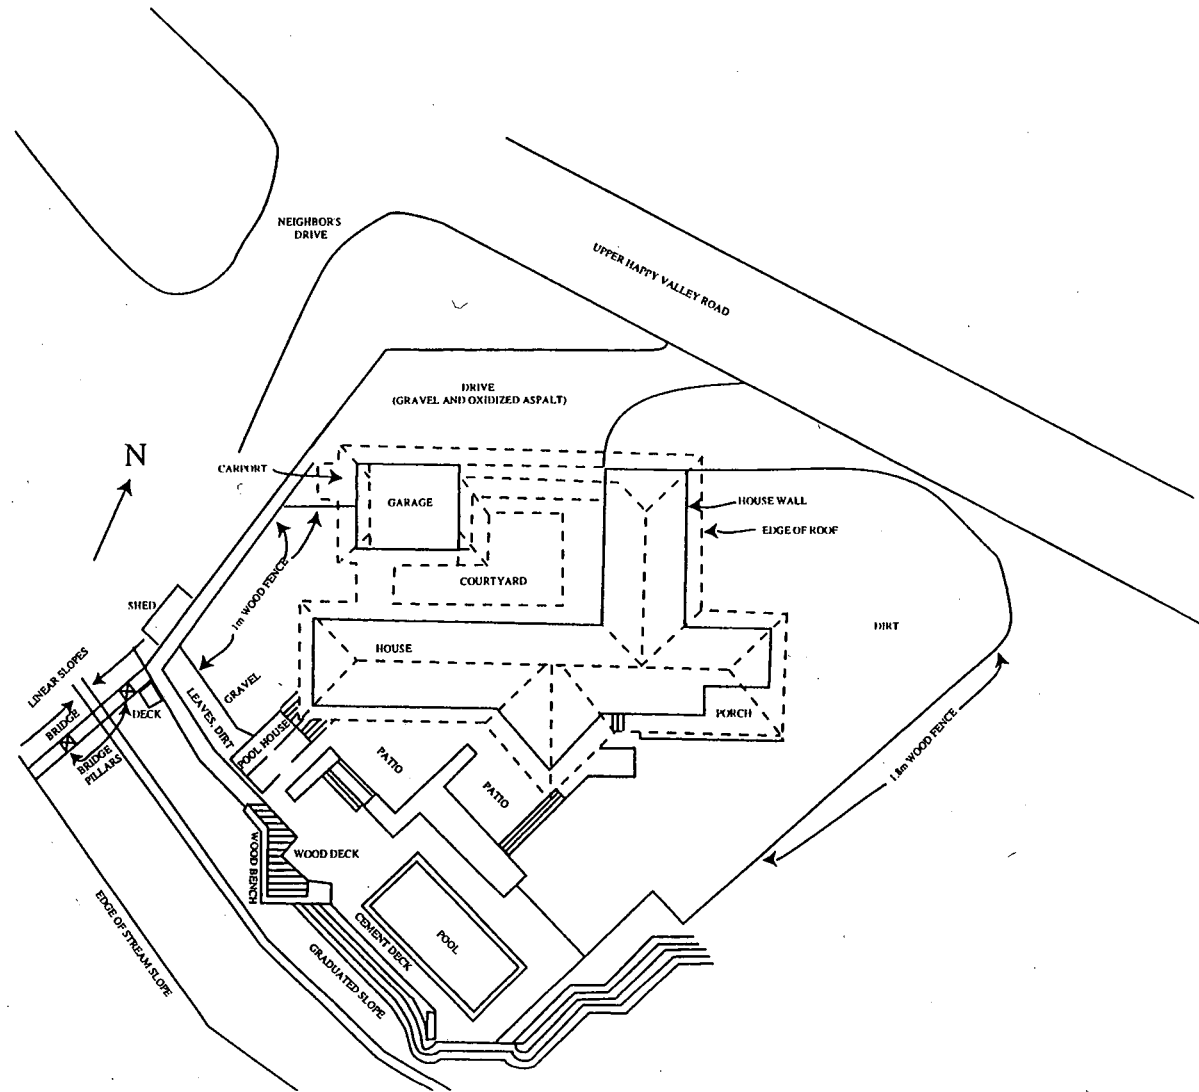 NEIGHBOR'S
DRIVE
UPPER HAPPY VALLEY ROAD
DRIVE
(GRAVEL AND OXIDIZED ASPALT)
N
CARPORT
GARAGE
HOUSE WALL
EDGE OF ROOF
COURTYARD
1m WOOD FENCE
SHED
DIRT
HOUSE
LINEAR SLOPES
GRAVEL
LEAVES, DIRT
DECK
BRIDGE
PORCH
POOL HOUSE
BRIDGE
PILLARS
PATIO
1.8m WOOD FENCE
PATIO
WOOD DECK
WOOD BENCH
EDGE OF STREAM SLOPE
CEMENT DECK
POOL
GRADUATED SLOPE